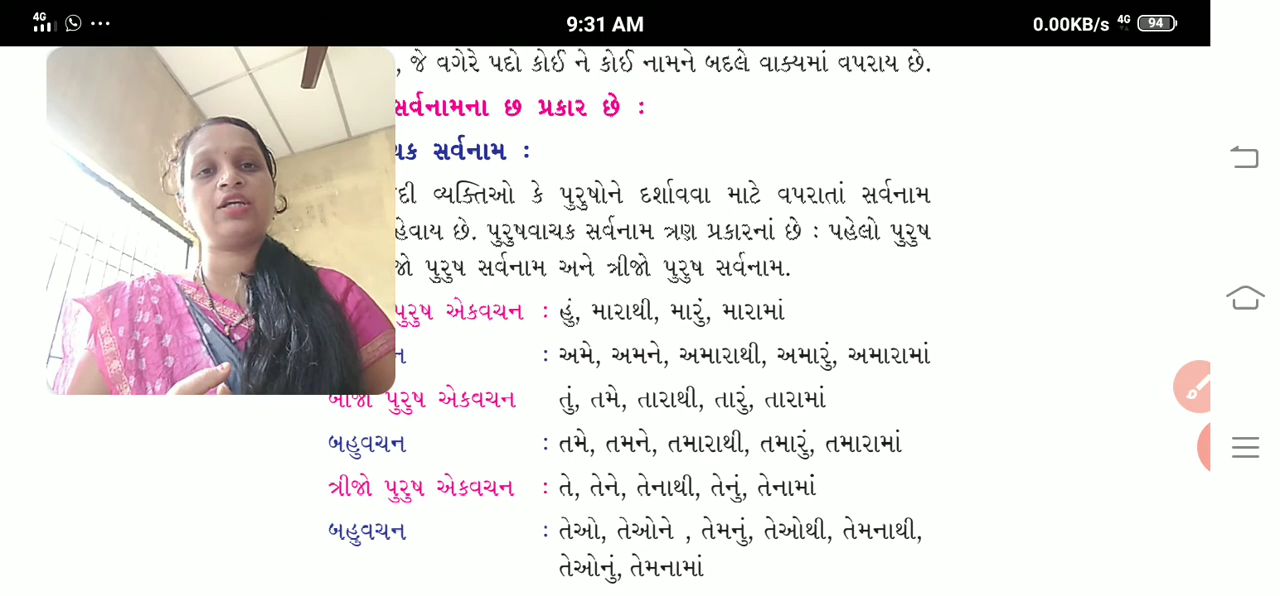 4G
9:31 AM
0.00KB/s 4G 94
, જે વગેરે પદો કોઈ ને કોઈ નામને બદલે વાક્યમાં વપરાય છે.
સર્વનામના છ પ્રકાર છે :
સર્વનામ :
વ્યક્તિઓ કે પુરુષોને દર્શાવવા માટે વપરાતાં સર્વનામ
છે. પુરુષવાચક સર્વનામ ત્રણ પ્રકારનાં છે : પહેલો પુરુષ
પુરુષ સર્વનામ અને ત્રીજો પુરુષ સર્વનામ.
પુરુષ એકવચન : હું, મારાથી, મારું, મારામાં
: અમે, અમને, અમારાથી, અમારું, અમારામાં
બીજો પુરુષ એકવચન તું, તમે, તારાથી, તારું, તારામાં
બહુવચન : તમે, તમને, તમારાથી, તમારું, તમારામાં
ત્રીજો પુરુષ એકવચન : તે, તેને, તેનાથી, તેનું, તેનામાં
બહુવચન : તેઓ, તેઓને , તેમનું, તેઓથી, તેમનાથી,
તેઓનું, તેમનામાં